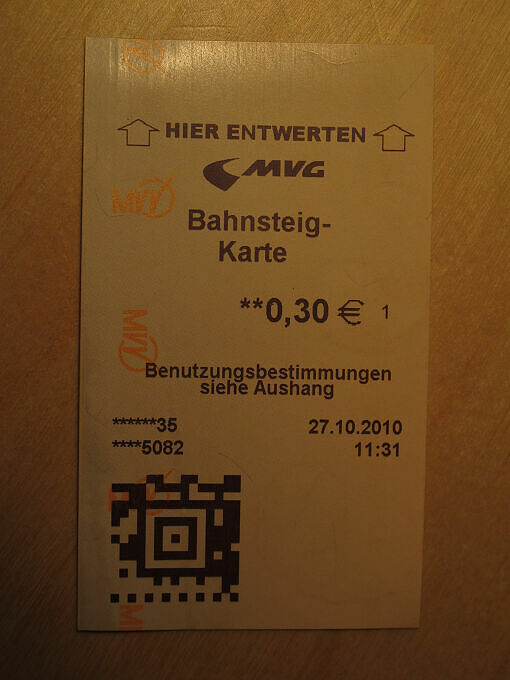 HIER ENTWERTEN
MVG
MVV
Bahnsteig-
Karte
**0,30 € 1
MVV
Benutzungsbestimmungen
siehe Aushang
******35 27.10.2010
****5082 11:31